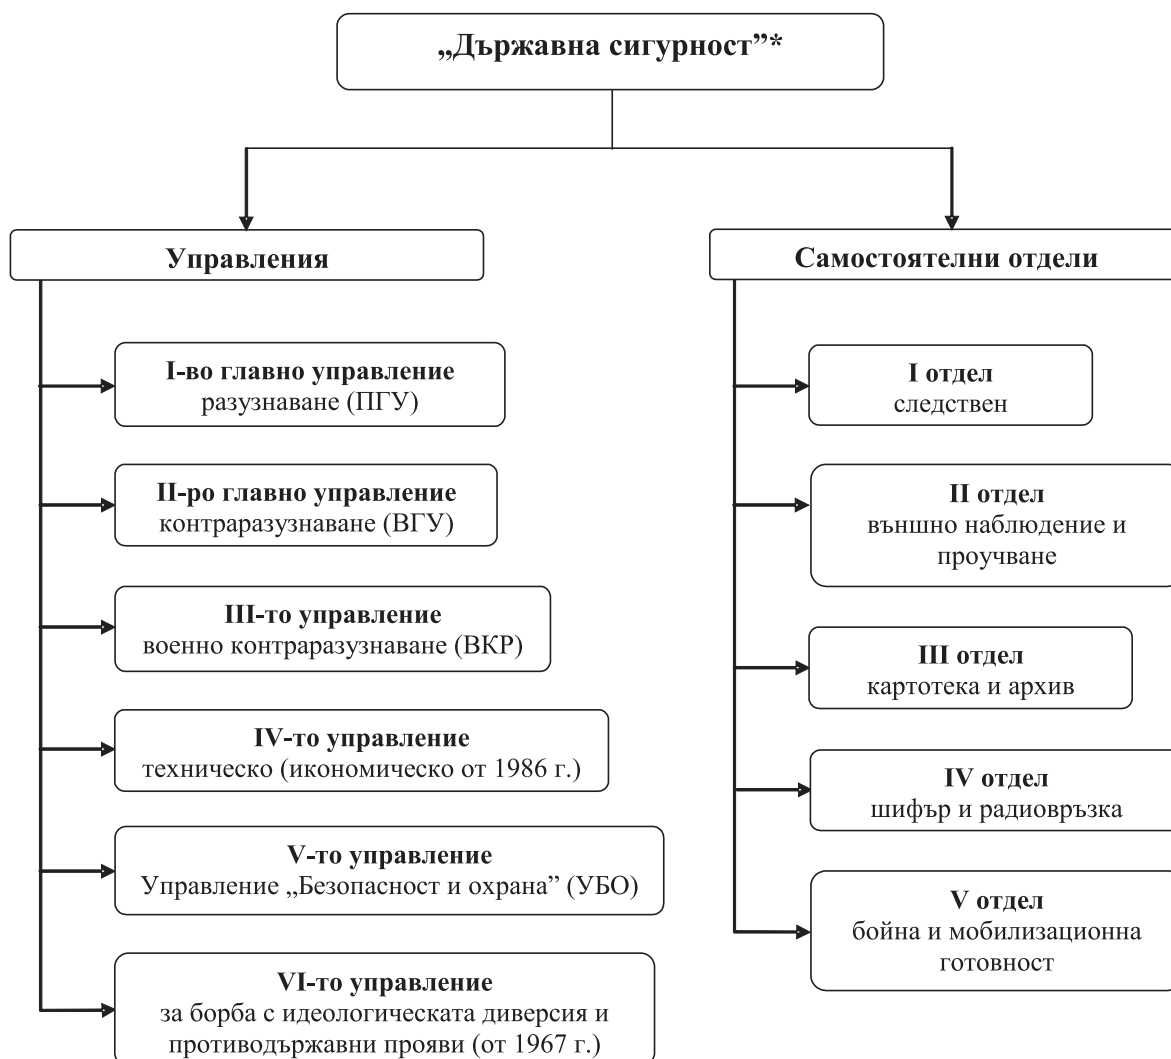 „Държавна сигурност”*
Управления
I-во главно управление
разузнаване (ПГУ)
II-ро главно управление
контраразузнаване (ВГУ)
III-то управление
военно контраразузнаване (ВКР)
IV-то управление
техническо (икономическо от 1986 г.)
V-то управление
Управление „Безопасност и охрана” (УБО)
VI-то управление
за борба с идеологическата диверсия и
противодържавни прояви (от 1967 г.)
Самостоятелни отдели
I отдел
следствен
II отдел
външно наблюдение и
проучване
III отдел
картотека и архив
IV отдел
шифър и радиовръзка
V отдел
бойна и мобилизационна
готовност